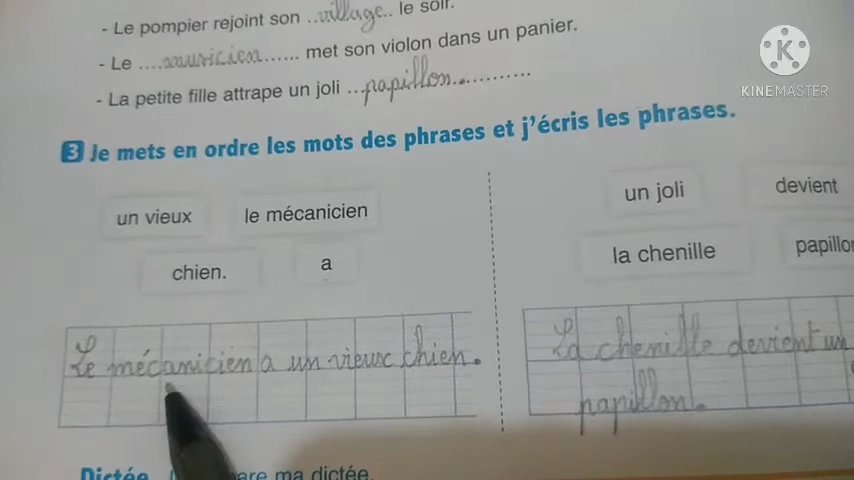 - Le pompier rejoint son ..village.. le soir.
- Le ....musicien...... met son violon dans un panier.
- La petite fille attrape un joli ...papillon.............
3 Je mets en ordre les mots des phrases et j'écris les phrases.
un vieux le mécanicien
chien. a
Le mécanicien a un vieux chien.
un joli devient
la chenille papillo
La chenille devient un
papillon.
Dictée ma dictée.
K
KINEMASTER